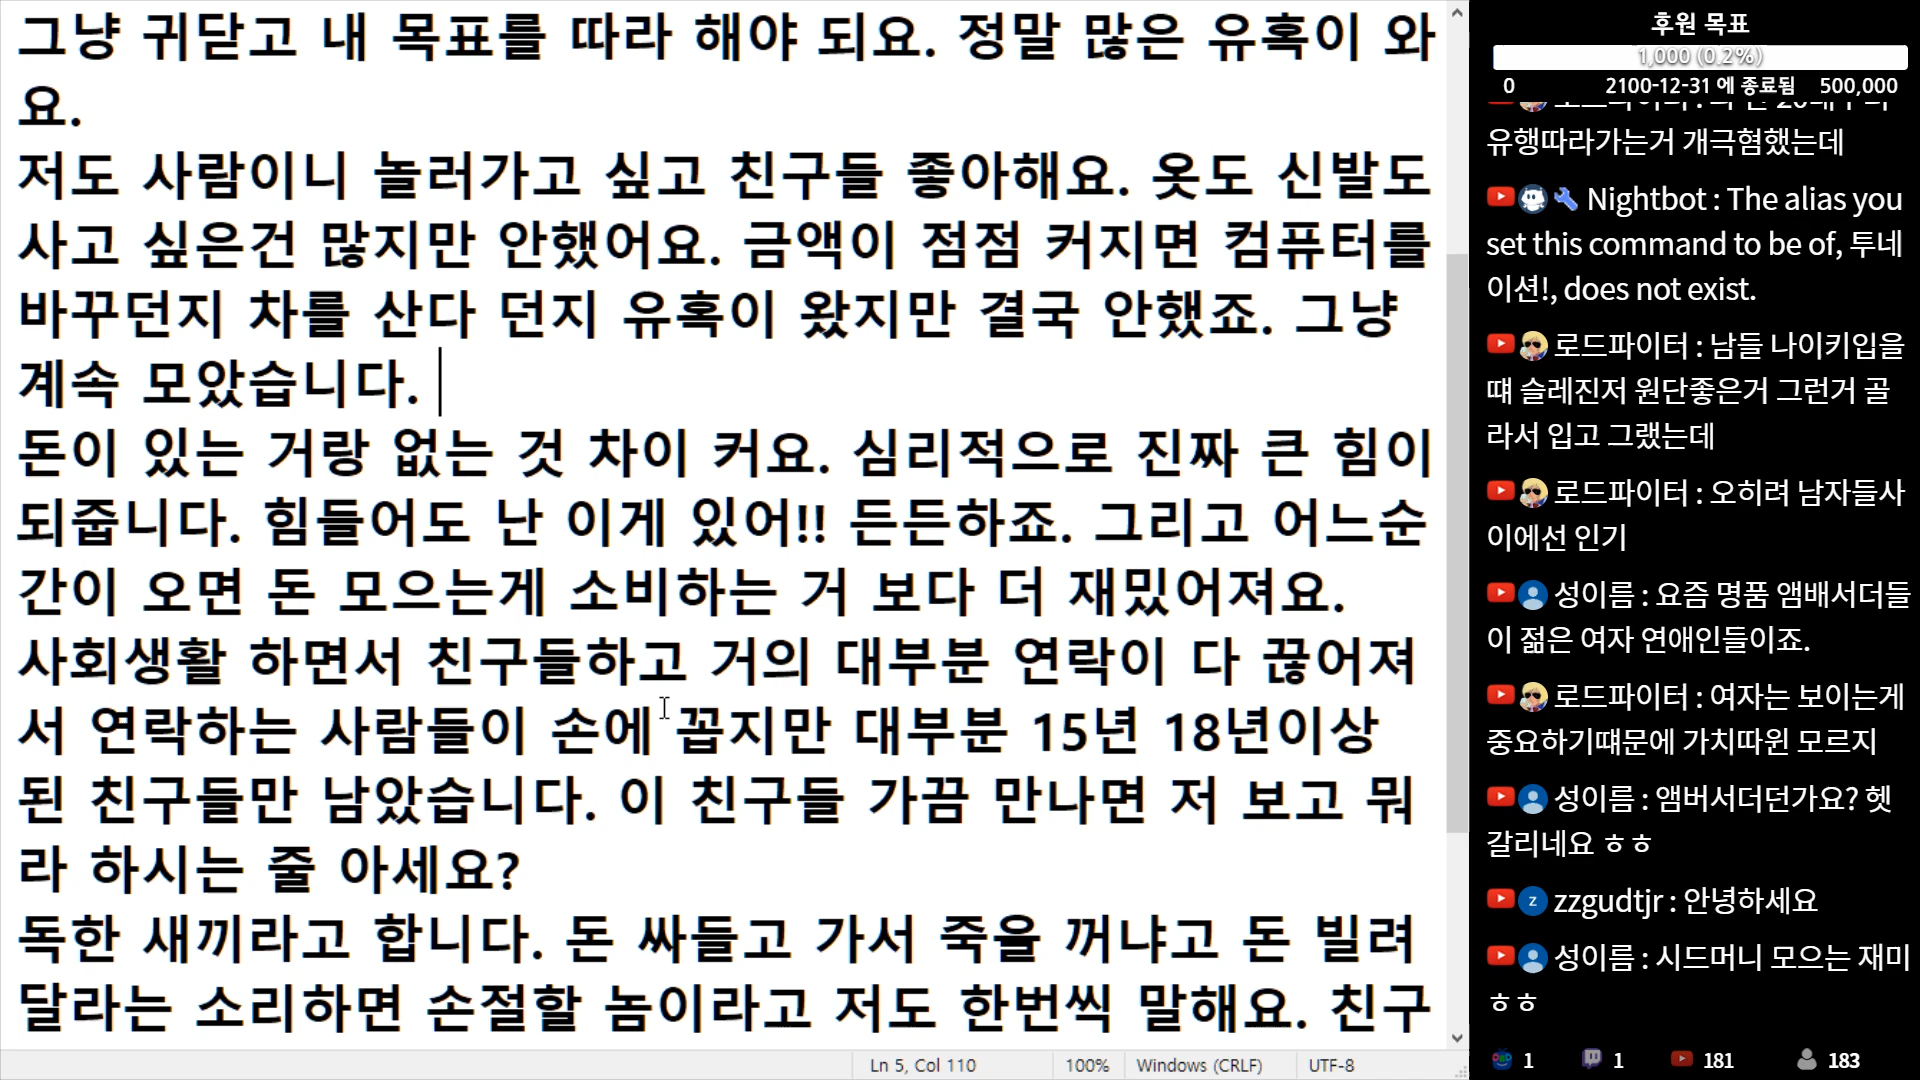 그냥 귀닫고 내 목표를 따라 해야 되요. 정말 많은 유혹이 와
요.
저도 사람이니 놀러가고 싶고 친구들 좋아해요. 옷도 신발도
사고 싶은건 많지만 안했어요. 금액이 점점 커지면 컴퓨터를
바꾸던지 차를 산다 던지 유혹이 왔지만 결국 안했죠. 그냥
계속 모았습니다.
돈이 있는 거랑 없는 것 차이 커요. 심리적으로 진짜 큰 힘이
되줍니다. 힘들어도 난 이게 있어!! 든든하죠. 그리고 어느순
간이 오면 돈 모으는게 소비하는 거 보다 더 재밌어져요.
사회생활 하면서 친구들하고 거의 대부분 연락이 다 끊어져
서 연락하는 사람들이 손에 꼽지만 대부분 15년 18년이상
된 친구들만 남았습니다. 이 친구들 가끔 만나면 저 보고 뭐
라 하시는 줄 아세요?
독한 새끼라고 합니다. 돈 싸들고 가서 죽을 꺼냐고 돈 빌려
달라는 소리하면 손절할 놈이라고 저도 한번씩 말해요. 친구
Ln 5, Col 110
100%
Windows (CRLF)
UTF-8
후원 목표
1,000 (0.2%)
0 2100-12-31 에 종료됨 500,000
유행따라가는거 개극혐했는데
Nightbot : The alias you
set this command to be of, 투네
이션!, does not exist.
로드파이터 : 남들 나이키입을
떄 슬레진저 원단좋은거 그런거 골
라서 입고 그랬는데
로드파이터 : 오히려 남자들사
이에선 인기
성이름 : 요즘 명품 앰배서더들
이 젊은 여자 연애인들이죠.
로드파이터 : 여자는 보이는게
중요하기떄문에 가치따윈 모르지
성이름 : 앰버서더던가요? 헷
갈리네요 ㅎㅎ
z zzgudtjr : 안녕하세요
성이름 : 시드머니 모으는 재미
ㅎㅎ
1 1 181 183